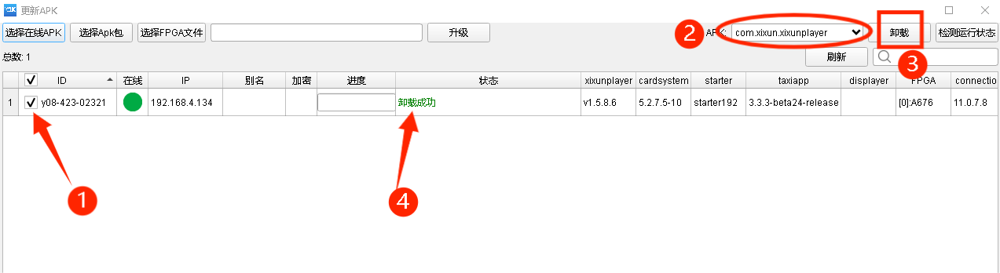 更新APK
选择在线APK 选择Apk包 选择FPGA文件 升级 2 APK: com.xixun.xixunplayer 卸载 检测运行状态
总数: 1 刷新 3
ID 在线 IP 别名 加密 进度 状态 xixunplayer cardsystem starter taxiapp displayer FPGA connectio
1 y08-423-02321 192.168.4.134 卸载成功 v1.5.8.6 5.2.7.5-10 starter192 3.3.3-beta24-release [0]:A676 11.0.7.8
1 4